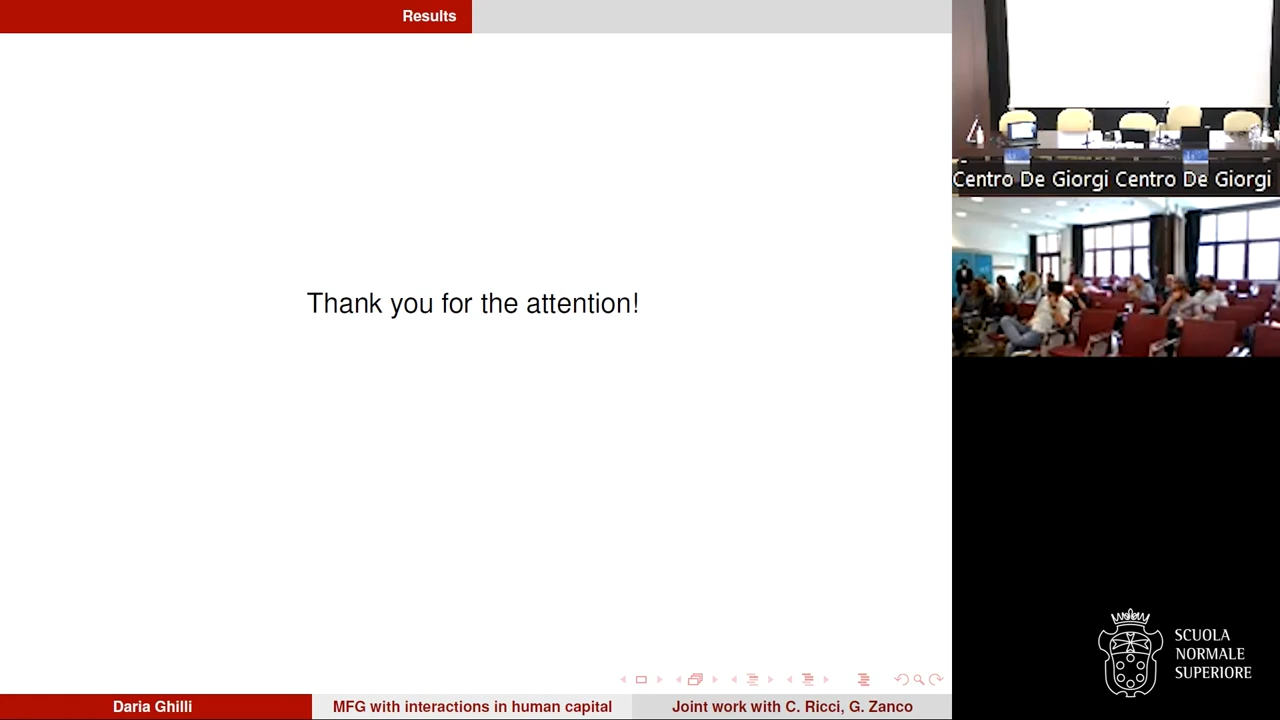 Results
Thank you for the attention!
Daria Ghilli
MFG with interactions in human capital
Joint work with C. Ricci, G. Zanco
Centro De Giorgi Centro De Giorgi
SCUOLA
NORMALE
SUPERIORE